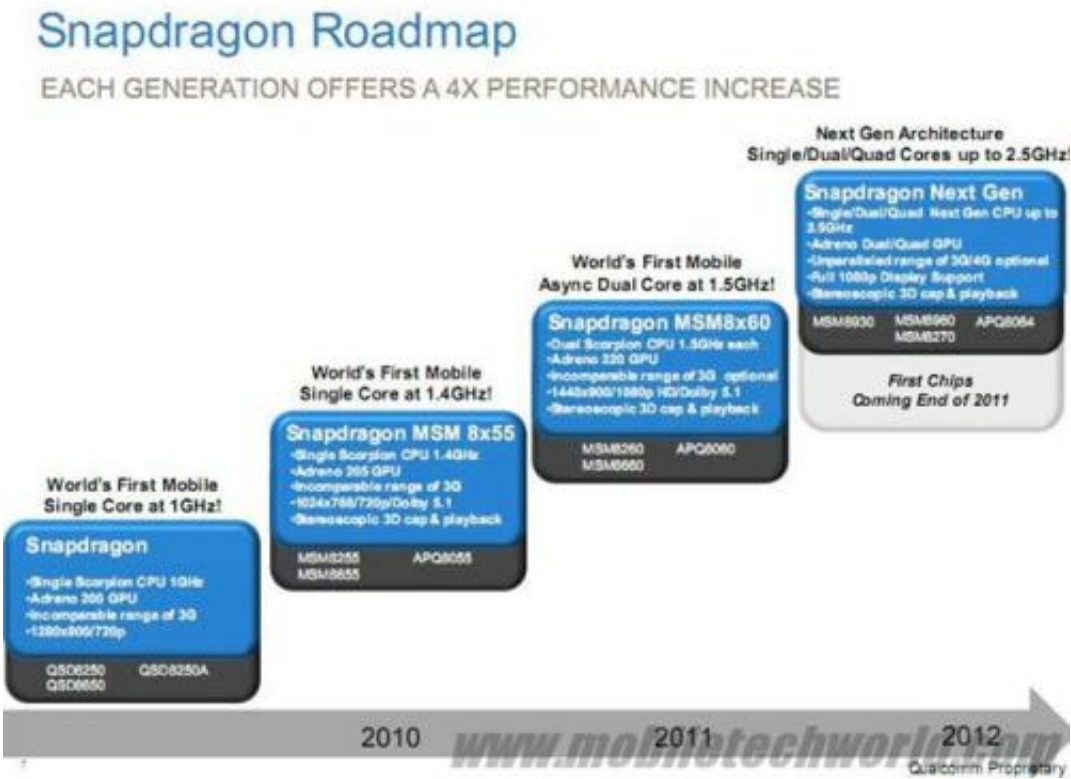 Snapdragon Roadmap
EACH GENERATION OFFERS A 4X PERFORMANCE INCREASE
World's First Mobile
Single Core at 1GHz!
Snapdragon
•Single Scorpion CPU 1GHz
•Adreno 200 GPU
•Incomparable range of 3G
•1280x800/720p
QSD8250 QSD8250A
QSD8650
World's First Mobile
Single Core at 1.4GHz!
Snapdragon MSM 8x55
•Single Scorpion CPU 1.4GHz
•Adreno 205 GPU
•Incomparable range of 3G
•1024x768/720p/Dolby 5.1
•Stereoscopic 3D cap & playback
MSM8255 APQ8055
MSM8655
World's First Mobile
Async Dual Core at 1.5GHz!
Snapdragon MSM8x60
•Dual Scorpion CPU 1.5GHz each
•Adreno 220 GPU
•Incomparable range of 3G optional
•1440x900/1080p HD/Dolby 5.1
•Stereoscopic 3D cap & playback
MSM8260 APQ8060
MSM8660
Next Gen Architecture
Single/Dual/Quad Cores up to 2.5GHz!
Snapdragon Next Gen
•Single/Dual/Quad Next Gen CPU up to
2.5GHz
•Adreno Dual/Quad GPU
•Unparalleled range of 3G/4G optional
•Full 1080p Display Support
•Stereoscopic 3D cap & playback
MSM8930 MSM8960 APQ8064
MSM8270
First Chips
Coming End of 2011
2010 2011 2012
www.mobiletechworld.com
Qualcomm Proprietary